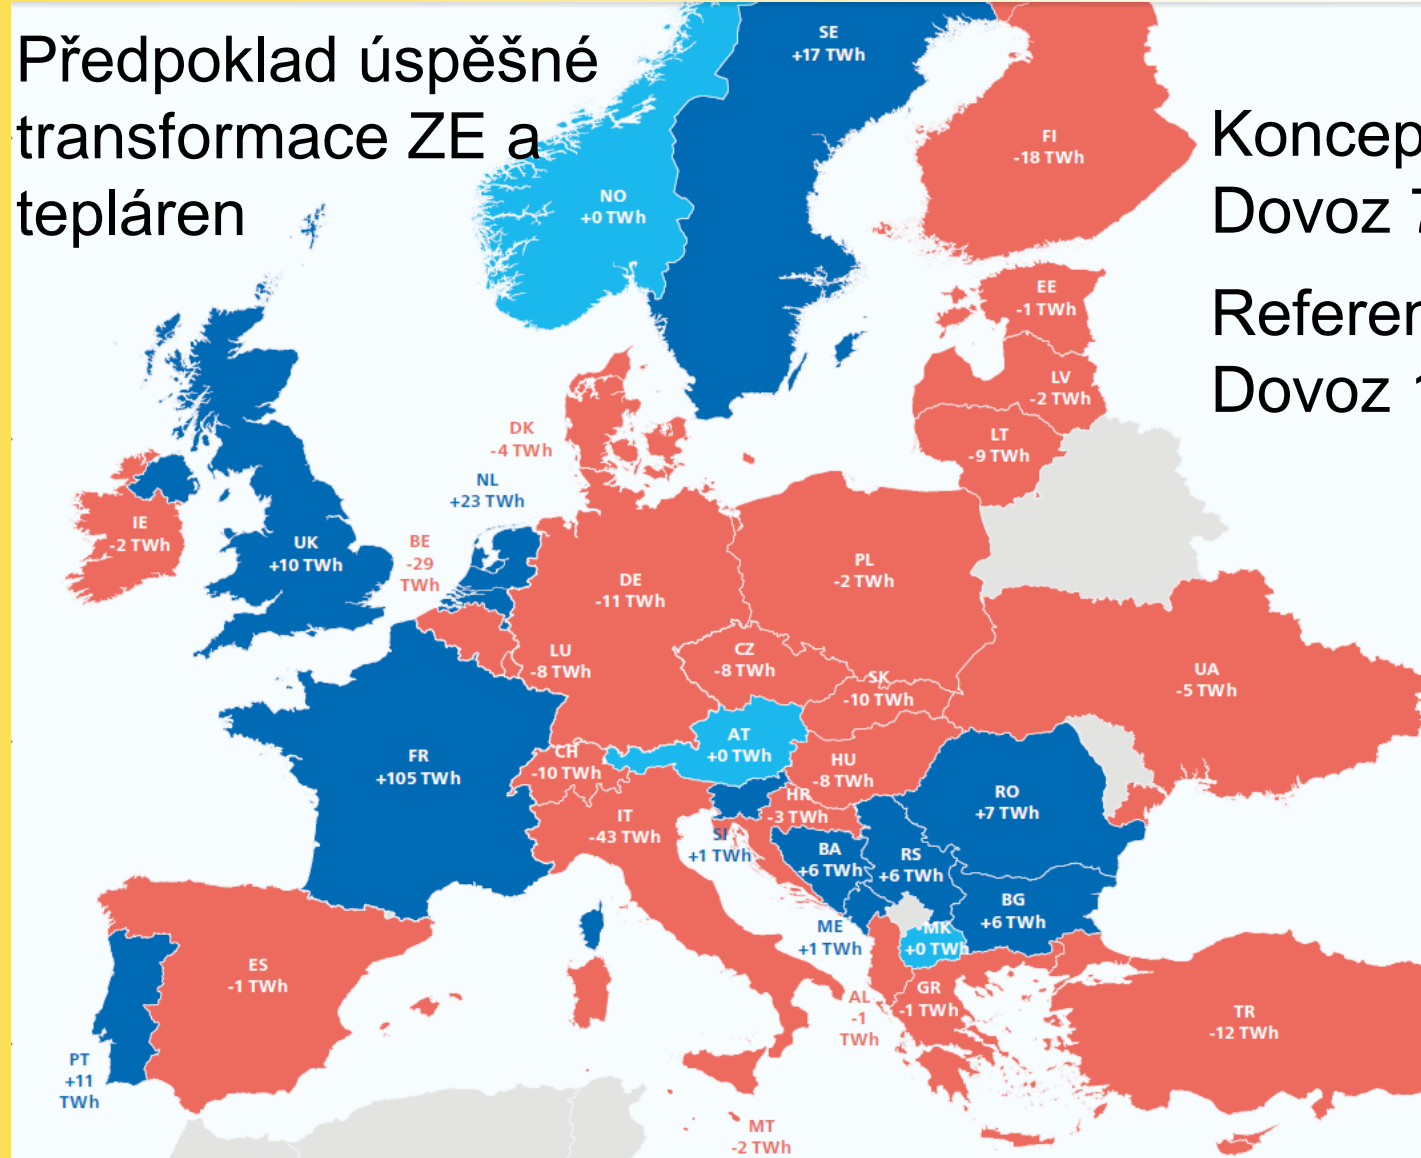 Předpoklad úspěšné
transformace ZE a
tepláren
Dovoz
Dovoz
SE
+17 TWh
FI
-18 TWh
NO
+0 TWh
EE
-1 TWh
LV
-2 TWh
LT
-9 TWh
DK
-4 TWh
NL
+23 TWh
IE
-2 TWh
UK
+10 TWh
BE
-29
TWh
DE
-11 TWh
PL
-2 TWh
LU
-8 TWh
CZ
-8 TWh
SK
-10 TWh
UA
-5 TWh
FR
+105 TWh
CH
-10 TWh
AT
+0 TWh
HU
-8 TWh
HR
-3 TWh
RO
+7 TWh
IT
-43 TWh
SI
+1 TWh
BA
+6 TWh
RS
+6 TWh
BG
+6 TWh
ME
+1 TWh
MK
+0 TWh
ES
-1 TWh
AL
-1
TWh
GR
-1 TWh
TR
-12 TWh
PT
+11
TWh
MT
-2 TWh